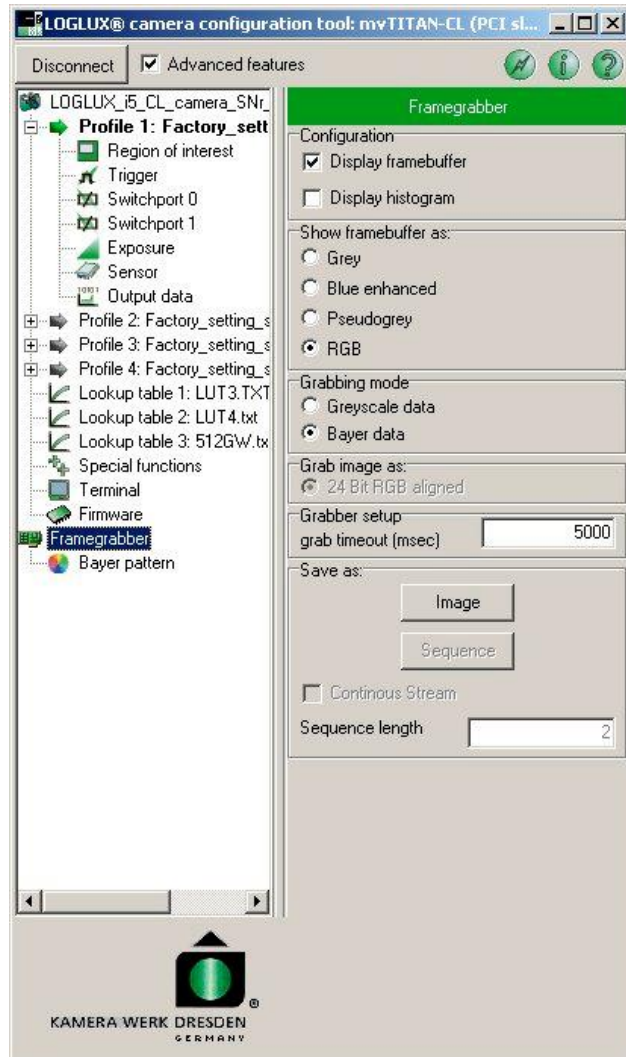 LOGLUX® camera configuration tool: mvTITAN-CL (PCI sl...
Disconnect
Advanced features
LOGLUX_i5_CL_camera_SNr_
Profile 1: Factory_sett
Region of interest
Trigger
Switchport 0
Switchport 1
Exposure
Sensor
Output data
Profile 2: Factory_setting_s
Profile 3: Factory_setting_s
Profile 4: Factory_setting_s
Lookup table 1: LUT3.TXT
Lookup table 2: LUT4.txt
Lookup table 3: 512GW.tx
Special functions
Terminal
Firmware
Framegrabber
Bayer pattern
Framegrabber
Configuration
Display framebuffer
Display histogram
Show framebuffer as:
Grey
Blue enhanced
Pseudogrey
RGB
Grabbing mode
Greyscale data
Bayer data
Grab image as:
24 Bit RGB aligned
Grabber setup
grab timeout (msec) 5000
Save as:
Image
Sequence
Continous Stream
Sequence length 2
KAMERA WERK DRESDEN ®
GERMANY